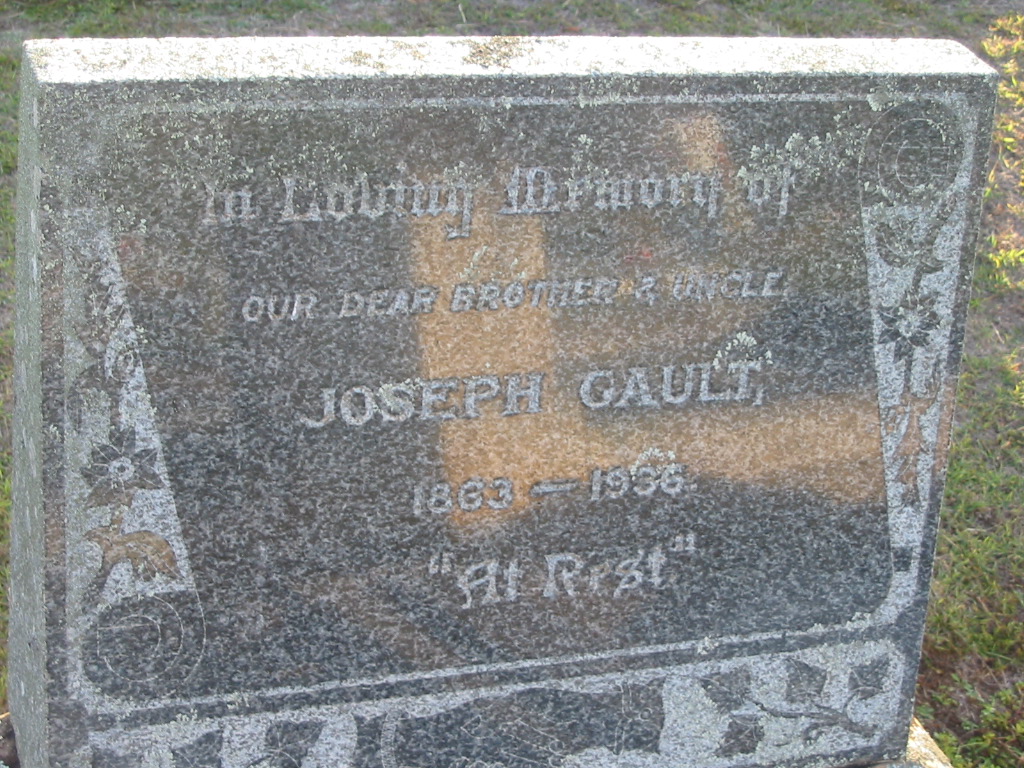 In Loving Memory of
OUR DEAR BROTHER & UNCLE
JOSEPH GAULT,
1863 — 1936.
"At Rest"